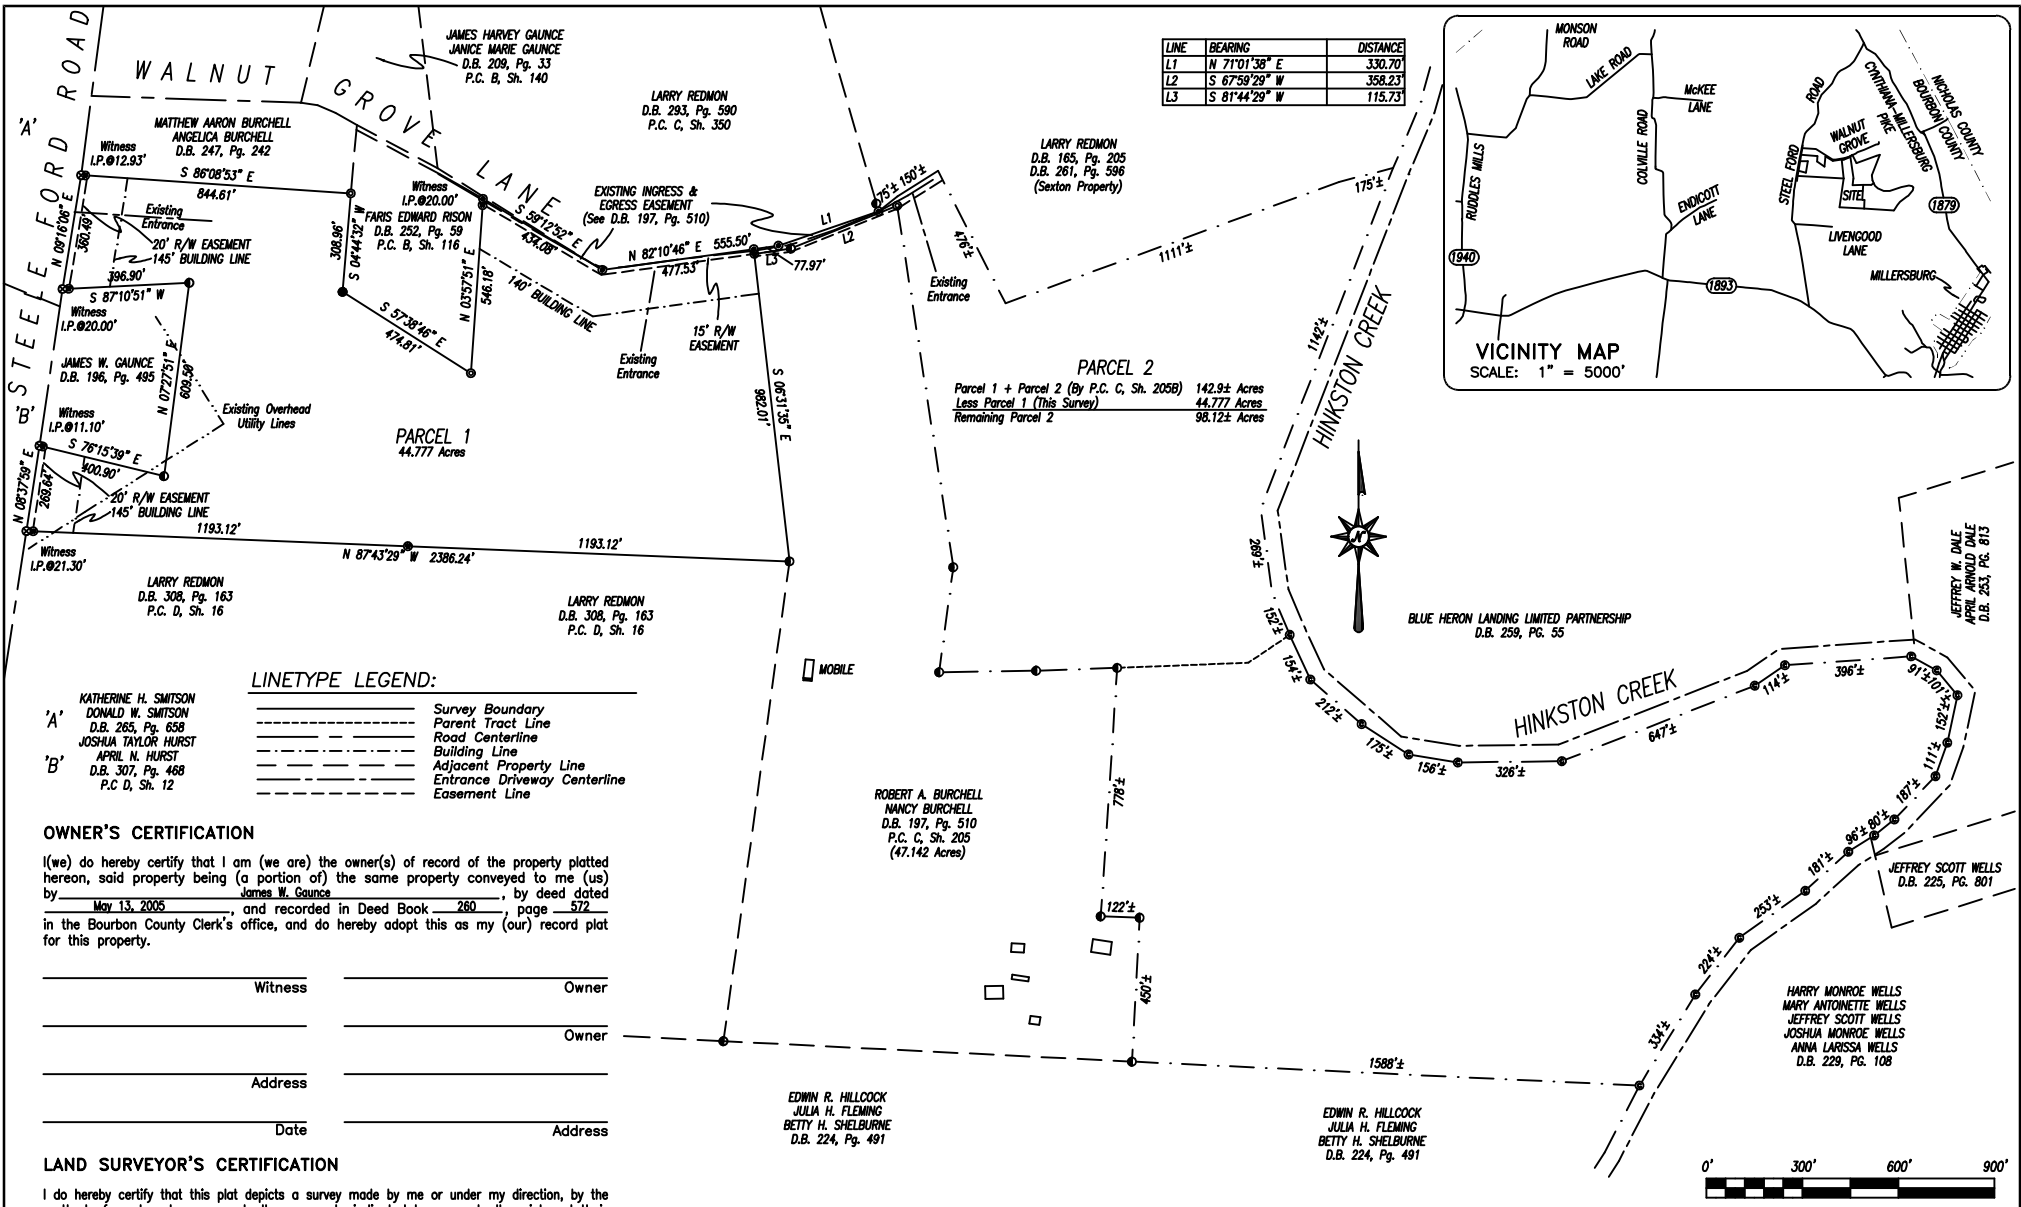 STEELE FORD ROAD
WALNUT GROVE LANE
JAMES HARVEY GAUNCE
JANICE MARIE GAUNCE
D.B. 209, Pg. 33
P.C. B, Sh. 140
LARRY REDMON
D.B. 293, Pg. 590
P.C. C, Sh. 350
LARRY REDMON
D.B. 165, Pg. 205
D.B. 261, Pg. 596
(Sexton Property)
LINE BEARING DISTANCE
L1 N 71°01'38" E 330.70'
L2 S 67°59'29" W 358.23'
L3 S 81°44'29" W 115.73'
MONSON
ROAD
LAKE ROAD
McKEE
LANE
RUDDLES MILLS
COLVILLE ROAD
ENDICOTT
LANE
STEEL FORD
ROAD
WALNUT
GROVE
CYNTHIANA-MILLERSBURG
PIKE
NICHOLAS COUNTY
BOURBON COUNTY
SITE
1879
LIVENGOOD
LANE
MILLERSBURG
1940
1893
VICINITY MAP
SCALE: 1" = 5000'
'A'
MATTHEW AARON BURCHELL
ANGELICA BURCHELL
D.B. 247, Pg. 242
Witness
I.P.@12.93'
S 86°08'53" E
844.61'
N 09°16'06" E
360.49'
Existing
Entrance
20' R/W EASEMENT
145' BUILDING LINE
396.90'
S 87°10'51" W
Witness
I.P.@20.00'
308.96'
S 04°44'32" W
Witness
I.P.@20.00'
FARIS EDWARD RISON
D.B. 252, Pg. 59
P.C. B, Sh. 116
S 57°38'46" E
474.81'
N 03°57'51" E
546.18'
S 59°12'52" E
434.08'
140' BUILDING LINE
EXISTING INGRESS &
EGRESS EASEMENT
(See D.B. 197, Pg. 510)
N 82°10'46" E 555.50'
477.53'
L1
L2
L3
77.97'
75'±
150'±
476'±
Existing
Entrance
15' R/W
EASEMENT
Existing
Entrance
1111'±
175'±
1142'±
HINKSTON CREEK
JAMES W. GAUNCE
D.B. 196, Pg. 495
N 07°27'51" E
609.58'
Existing Overhead
Utility Lines
'B'
Witness
I.P.@11.10'
S 76°15'39" E
400.90'
N 08°37'59" E
269.64'
20' R/W EASEMENT
145' BUILDING LINE
Witness
I.P.@21.30'
PARCEL 1
44.777 Acres
S 06°31'35" E
982.01'
1193.12'
1193.12'
N 87°43'29" W 2386.24'
PARCEL 2
Parcel 1 + Parcel 2 (By P.C. C, Sh. 205B) 142.9± Acres
Less Parcel 1 (This Survey) 44.777 Acres
Remaining Parcel 2 98.12± Acres
N
LARRY REDMON
D.B. 308, Pg. 163
P.C. D, Sh. 16
LARRY REDMON
D.B. 308, Pg. 163
P.C. D, Sh. 16
MOBILE
269'±
152'±
154'±
212'±
175'±
156'±
326'±
647'±
114'±
396'±
91'±
101'±
152'±
111'±
187'±
80'±
96'±
181'±
253'±
224'±
334'±
1588'±
778'±
122'±
450'±
HINKSTON CREEK
BLUE HERON LANDING LIMITED PARTNERSHIP
D.B. 259, PG. 55
JEFFREY W. DALE
APRIL ARNOLD DALE
D.B. 253, PG. 813
JEFFREY SCOTT WELLS
D.B. 225, PG. 801
HARRY MONROE WELLS
MARY ANTOINETTE WELLS
JEFFREY SCOTT WELLS
JOSHUA MONROE WELLS
ANNA LARISSA WELLS
D.B. 229, PG. 108
ROBERT A. BURCHELL
NANCY BURCHELL
D.B. 197, Pg. 510
P.C. C, Sh. 205
(47.142 Acres)
EDWIN R. HILLCOCK
JULIA H. FLEMING
BETTY H. SHELBURNE
D.B. 224, Pg. 491
EDWIN R. HILLCOCK
JULIA H. FLEMING
BETTY H. SHELBURNE
D.B. 224, Pg. 491
0' 300' 600' 900'
'A'
KATHERINE H. SMITSON
DONALD W. SMITSON
D.B. 265, Pg. 658
'B'
JOSHUA TAYLOR HURST
APRIL N. HURST
D.B. 307, Pg. 468
P.C D, Sh. 12
LINETYPE LEGEND:
Survey Boundary
Parent Tract Line
Road Centerline
Building Line
Adjacent Property Line
Entrance Driveway Centerline
Easement Line
OWNER'S CERTIFICATION
I(we) do hereby certify that I am (we are) the owner(s) of record of the property platted
hereon, said property being (a portion of) the same property conveyed to me (us)
by James W. Gaunce, by deed dated
May 13, 2005, and recorded in Deed Book 260, page 572
in the Bourbon County Clerk's office, and do hereby adopt this as my (our) record plat
for this property.
Witness Owner
Owner
Address
Date Address
LAND SURVEYOR'S CERTIFICATION
I do hereby certify that this plat depicts a survey made by me or under my direction, by the